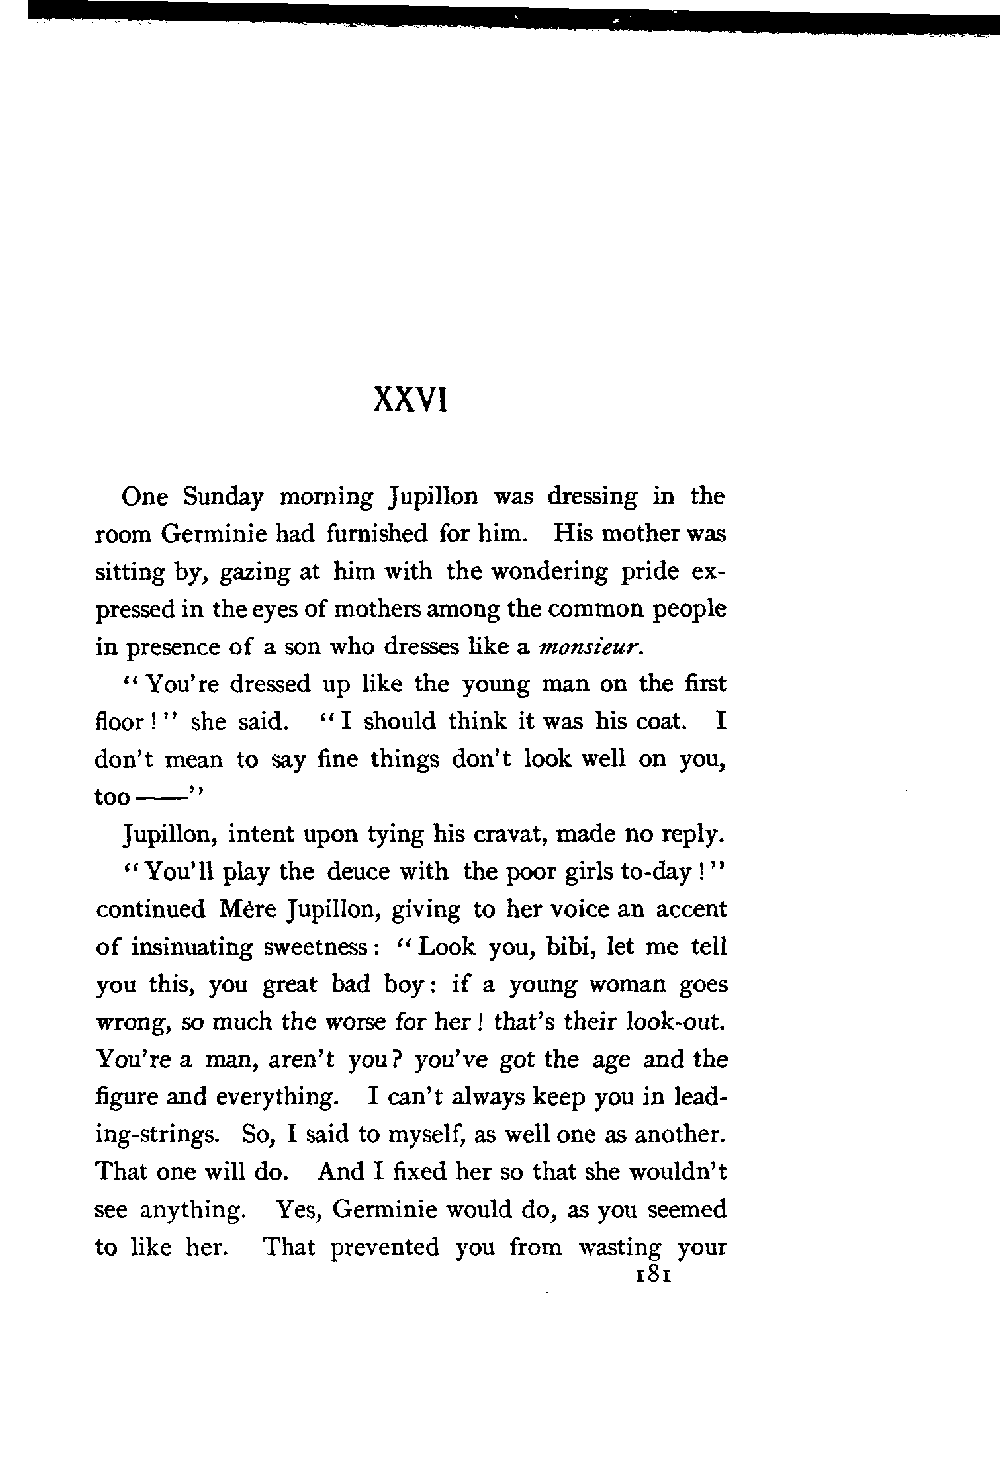 XXVI
One Sunday morning Jupillon was dressing in the
room Germinie had furnished for him. His mother was
sitting by, gazing at him with the wondering pride ex-
pressed in the eyes of mothers among the common people
in presence of a son who dresses like a monsieur.
"You're dressed up like the young man on the first
floor!" she said. "I should think it was his coat. I
don't mean to say fine things don't look well on you,
too——"
Jupillon, intent upon tying his cravat, made no reply.
"You'll play the deuce with the poor girls to-day!"
continued Mère Jupillon, giving to her voice an accent
of insinuating sweetness: "Look you, bibi, let me tell
you this, you great bad boy: if a young woman goes
wrong, so much the worse for her! that's their look-out.
You're a man, aren't you? you've got the age and the
figure and everything. I can't always keep you in lead-
ing-strings. So, I said to myself, as well one as another.
That one will do. And I fixed her so that she wouldn't
see anything. Yes, Germinie would do, as you seemed
to like her. That prevented you from wasting your
181